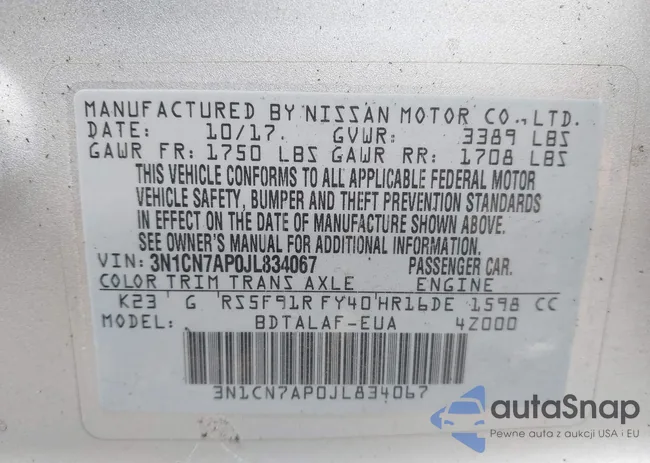 MANUFACTURED BY NISSAN MOTOR CO., LTD.
DATE: 10/17. GVWR: 3389 LBS
GAWR FR: 1750 LBS GAWR RR: 1708 LBS
THIS VEHICLE CONFORMS TO ALL APPLICABLE FEDERAL MOTOR
VEHICLE SAFETY, BUMPER AND THEFT PREVENTION STANDARDS
IN EFFECT ON THE DATE OF MANUFACTURE SHOWN ABOVE.
SEE OWNER'S MANUAL FOR ADDITIONAL INFORMATION.
VIN: 3N1CN7AP0JL834067 PASSENGER CAR.
COLOR TRIM TRANS AXLE ENGINE
K23 G RS5F91R FY40 HR16DE 1598 CC
MODEL: BDTALAF-EUA 4Z000
3N1CN7AP0JL834067
autaSnap
Pewne auta z aukcji USA i EU